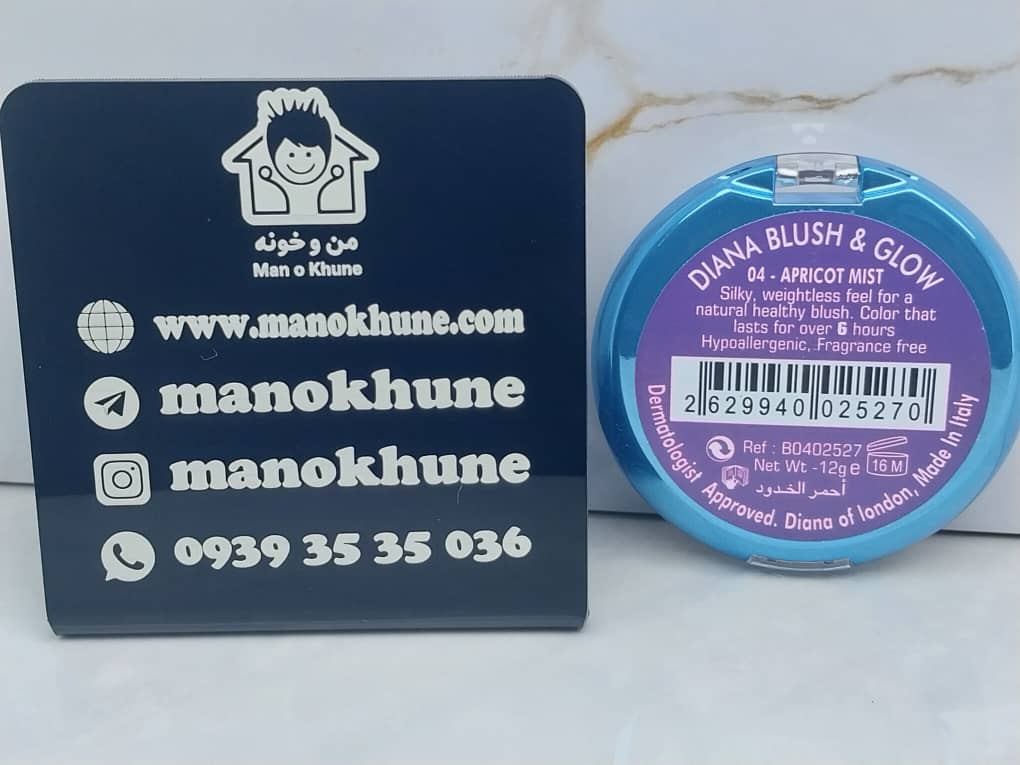 من و خونه
Man o Khune
www.manokhune.com
manokhune
manokhune
0939 35 35 036
DIANA BLUSH & GLOW
04 - APRICOT MIST
Silky, weightless feel for a
natural healthy blush. Color that
lasts for over 6 hours
Hypoallergenic, Fragrance free
2 629940 025270
Ref : B0402527
Net Wt -12g e
16 M
أحمر الخدود
Dermatologist Approved. Diana of london, Made In Italy